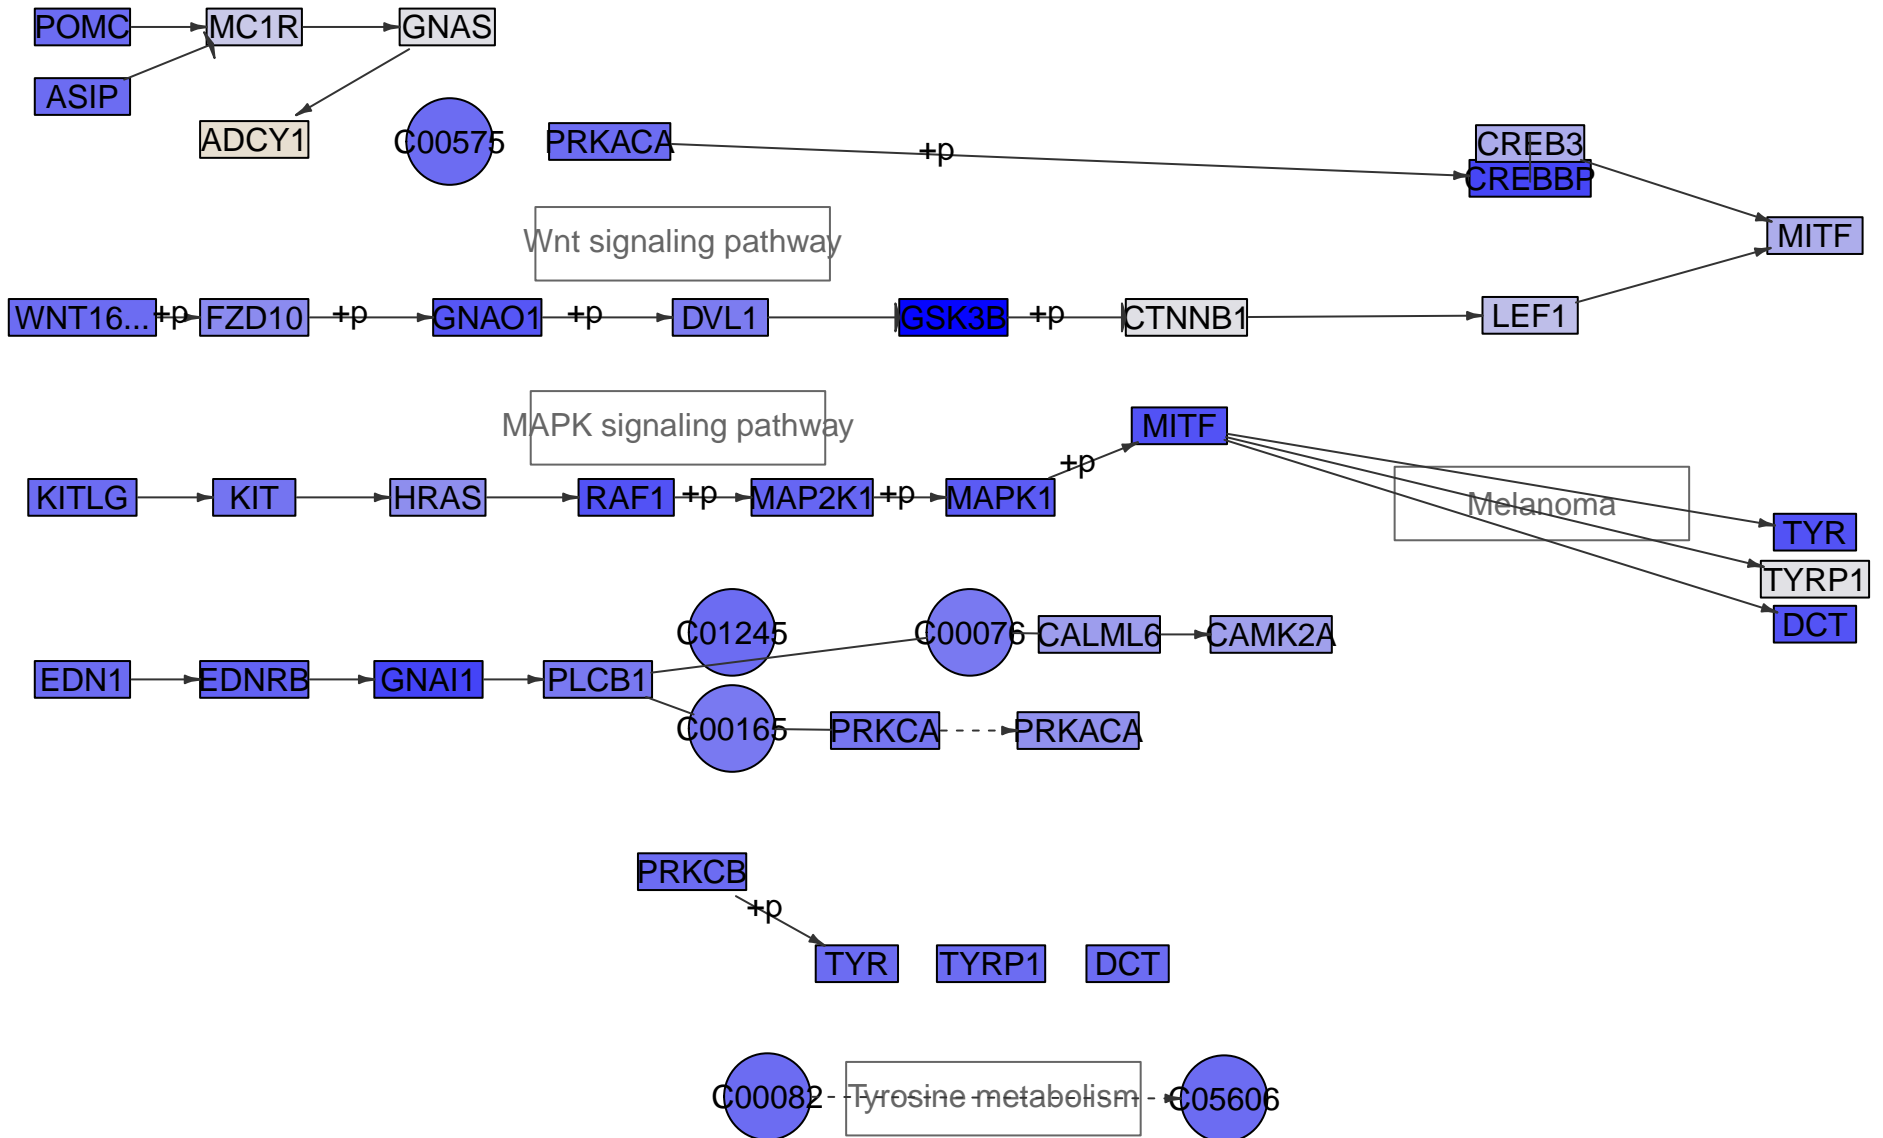 POMC
MC1R
GNAS
ASIP
ADCY1
C00575
PRKACA
+p
CREB3
CREBBP
MITF
Wnt signaling pathway
WNT16...
+p
FZD10
+p
GNAO1
+p
DVL1
GSK3B
+p
CTNNB1
LEF1
MAPK signaling pathway
MITF
+p
KITLG
KIT
HRAS
RAF1
+p
MAP2K1
+p
MAPK1
Melanoma
TYR
TYRP1
DCT
C01245
C00076
CALML6
CAMK2A
EDN1
EDNRB
GNAI1
PLCB1
C00165
PRKCA
PRKACA
PRKCB
+p
TYR
TYRP1
DCT
C00082
Tyrosine metabolism
C05606